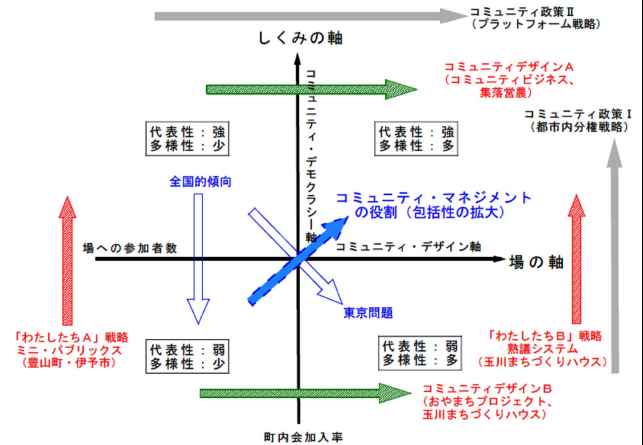 コミュニティ政策Ⅱ
（プラットフォーム戦略）
しくみの軸
コミュニティデザインA
（コミュニティビジネス、
集落営農）
コミュニティ政策Ⅰ
（都市内分権戦略）
コミュニティ・デモクラシー軸
代表性：強
多様性：少
代表性：強
多様性：多
全国的傾向
コミュニティ・マネジメント
の役割（包括性の拡大）
場への参加者数
コミュニティ・デザイン軸
場の軸
東京問題
「わたしたちA」戦略
ミニ・パブリックス
（豊山町・伊予市）
代表性：弱
多様性：少
代表性：弱
多様性：多
「わたしたちB」戦略
熟議システム
（玉川まちづくりハウス）
コミュニティデザインB
（おやまちプロジェクト、
玉川まちづくりハウス）
町内会加入率